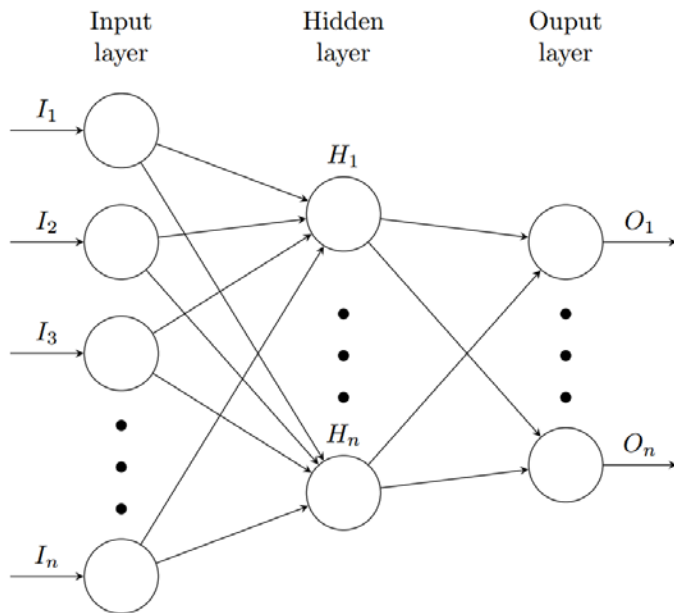 Input
layer
Hidden
layer
Ouput
layer
I₁
H₁
I₂
O₁
I₃
Hₙ
Oₙ
Iₙ